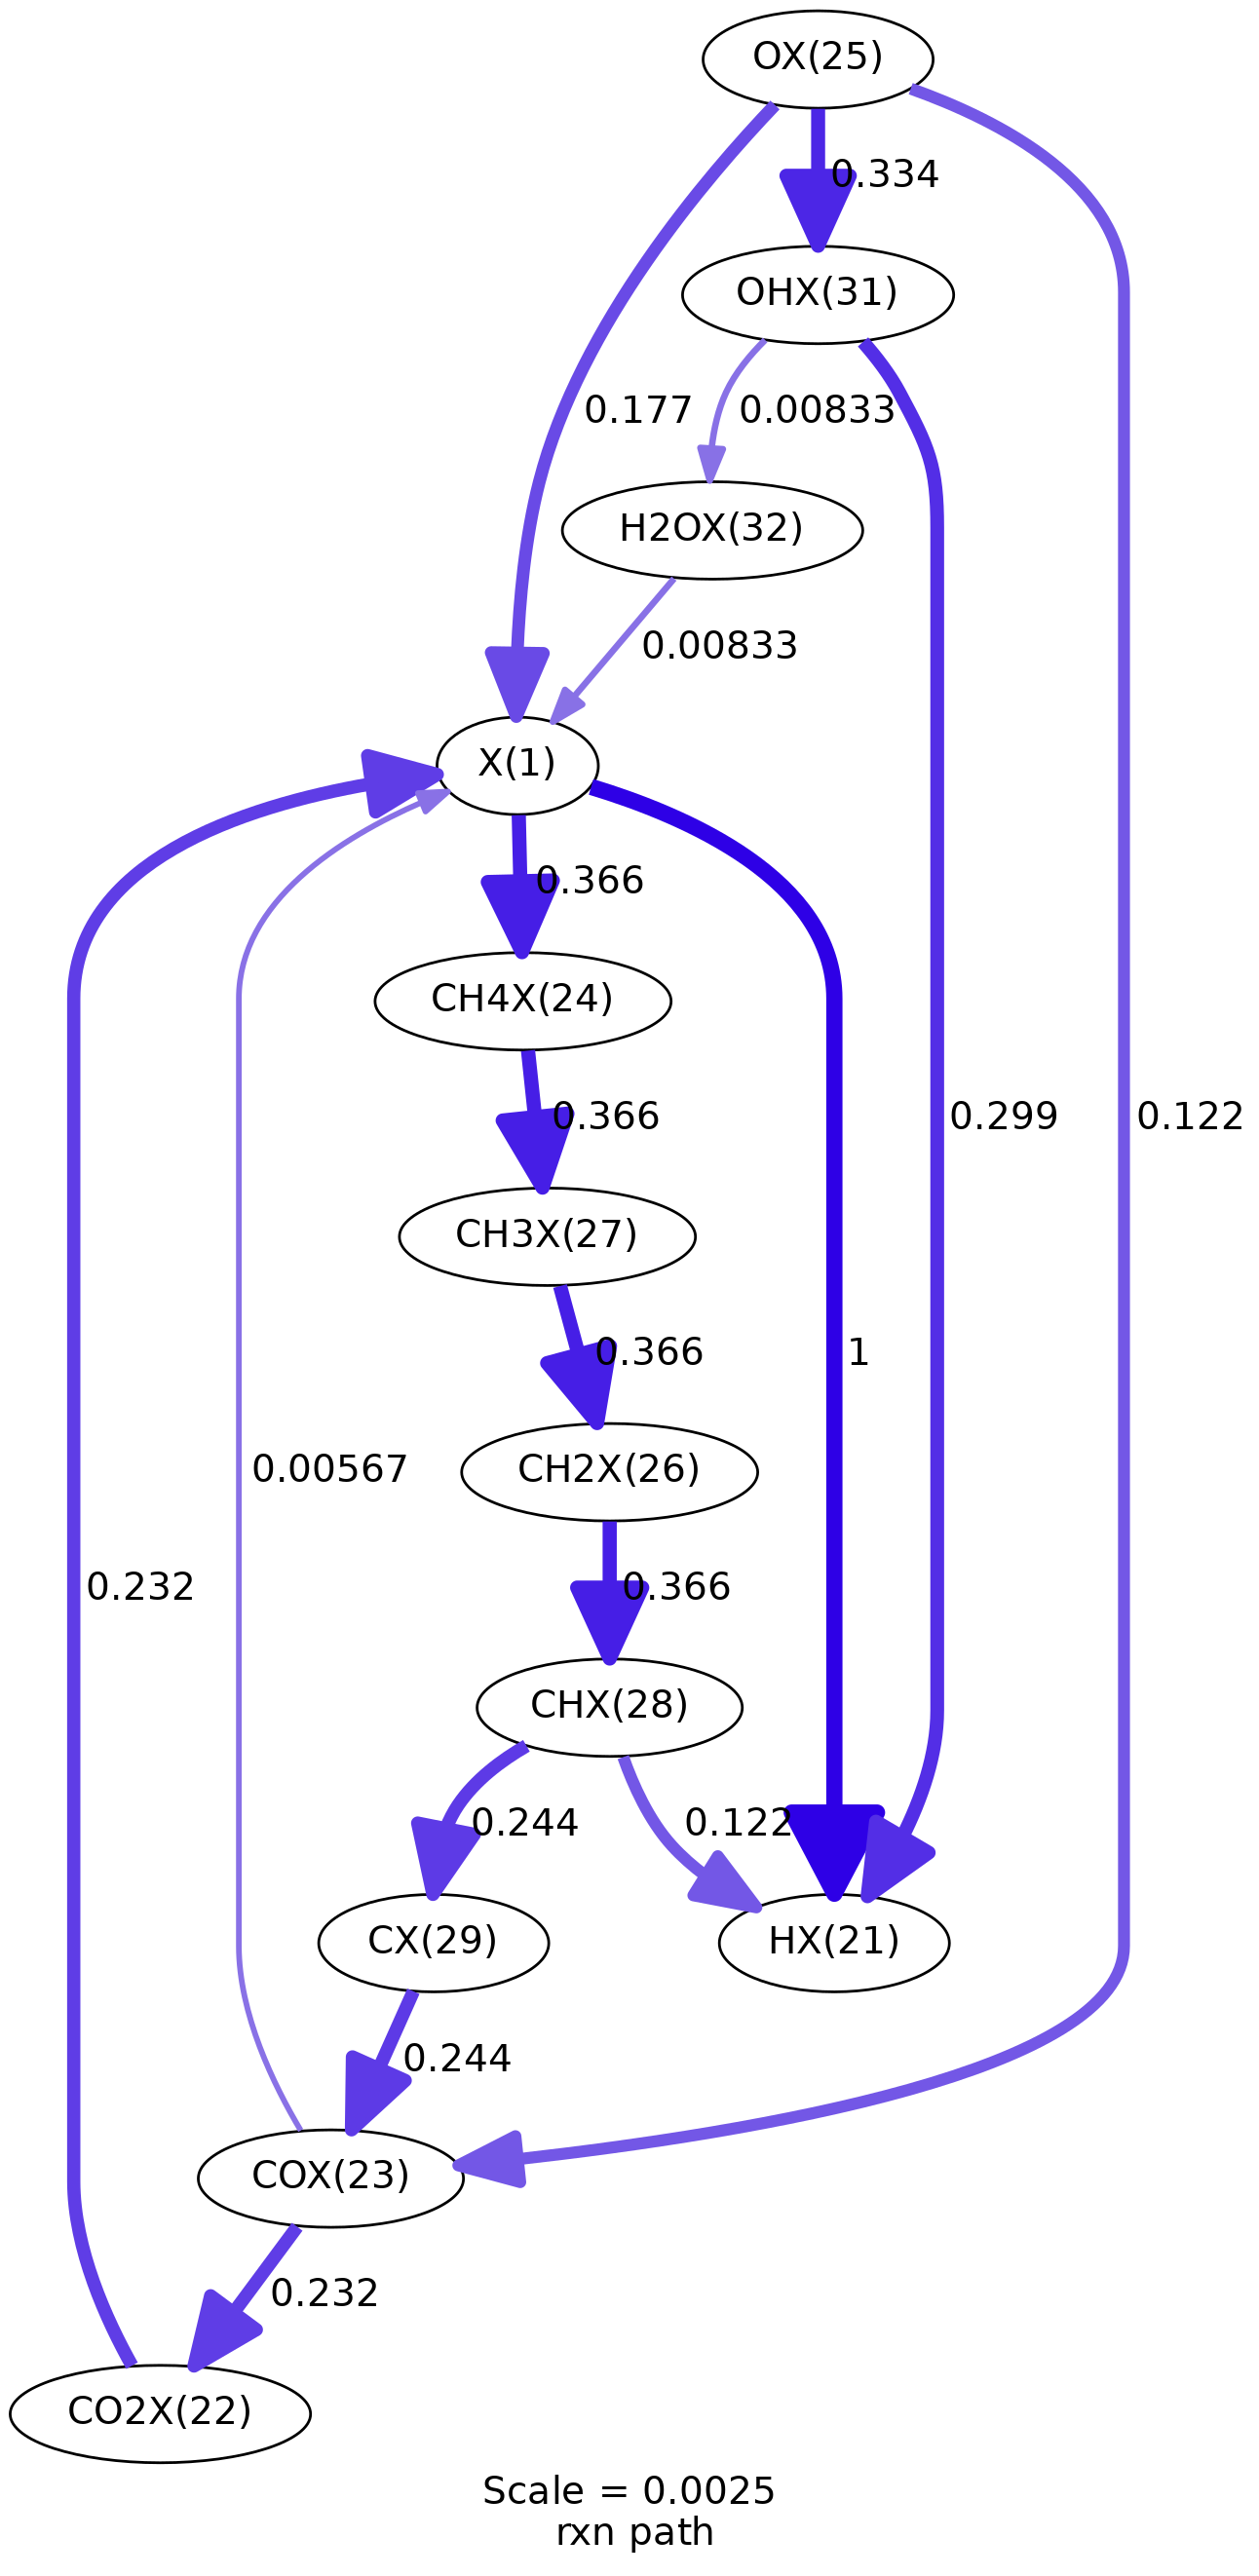 OX(25)
0.334
OHX(31)
0.177
0.00833
H2OX(32)
0.00833
X(1)
0.366
CH4X(24)
0.366
0.299
0.122
CH3X(27)
0.366
1
CH2X(26)
0.00567
0.232
0.366
CHX(28)
0.244
0.122
CX(29)
HX(21)
0.244
COX(23)
0.232
CO2X(22)
Scale = 0.0025
rxn path